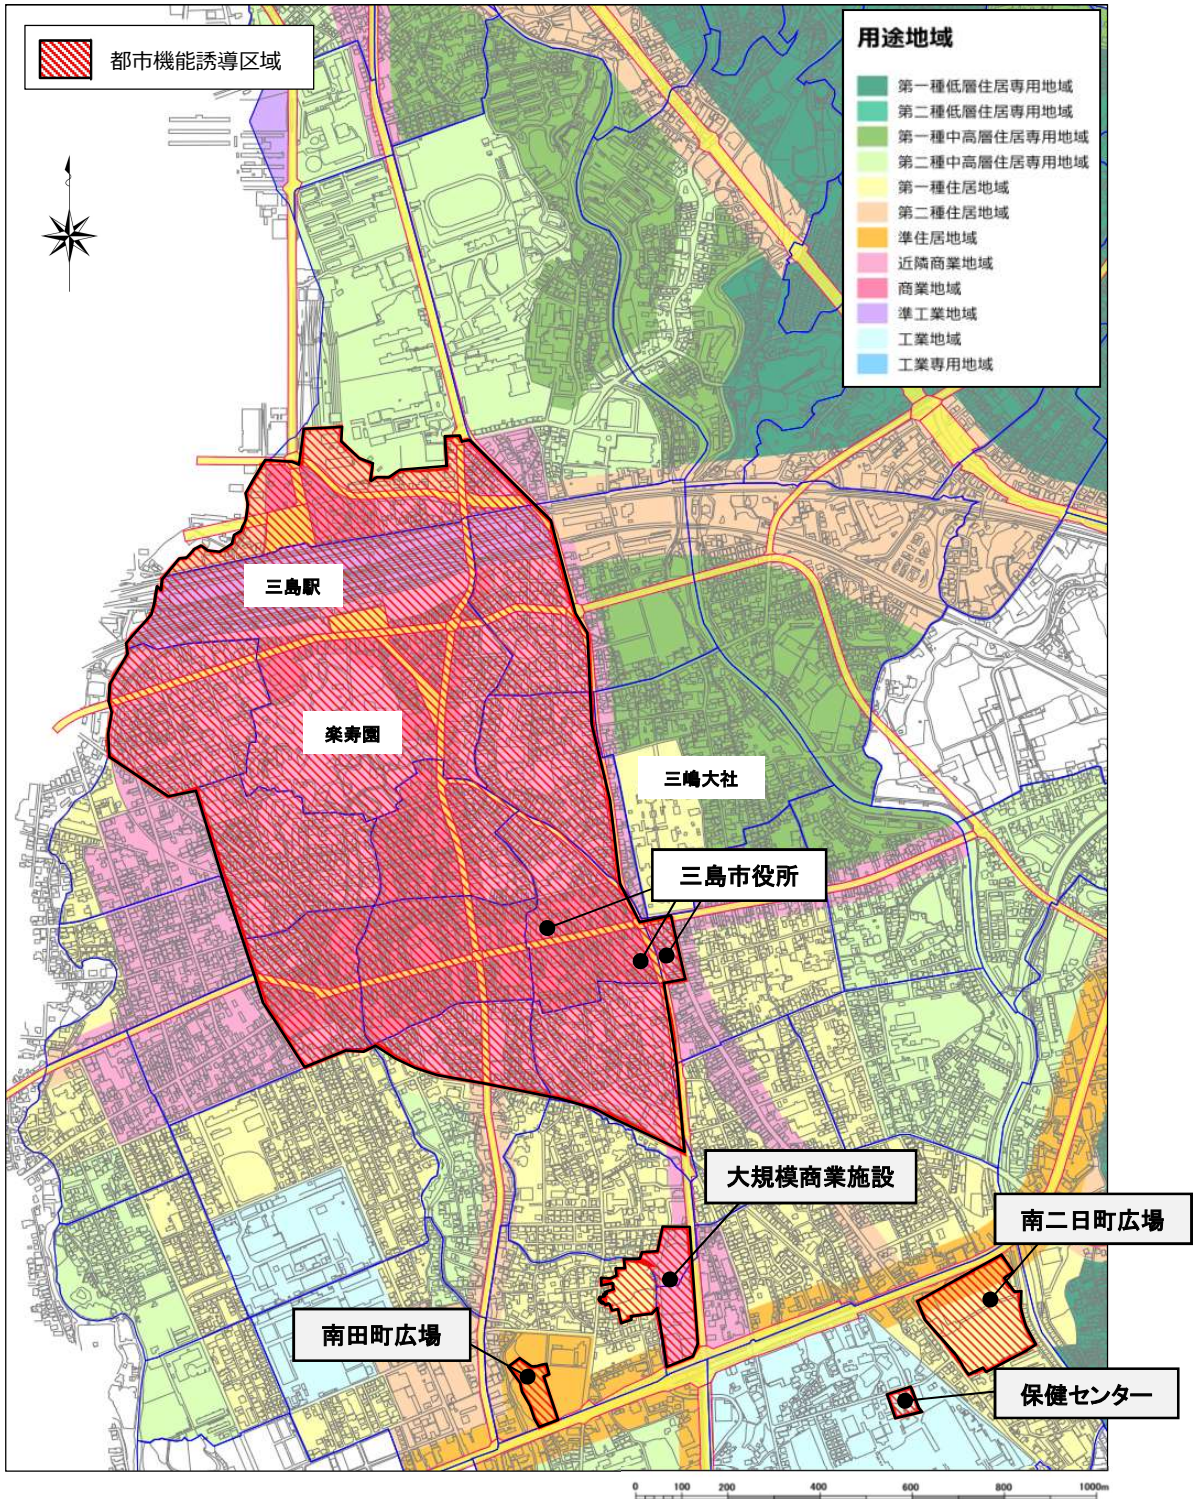 都市機能誘導区域
用途地域
第一種低層住居専用地域
第二種低層住居専用地域
第一種中高層住居専用地域
第二種中高層住居専用地域
第一種住居地域
第二種住居地域
準住居地域
近隣商業地域
商業地域
準工業地域
工業地域
工業専用地域
三島駅
楽寿園
三嶋大社
三島市役所
大規模商業施設
南二日町広場
南田町広場
保健センター
0 100 200 400 600 800 1000m